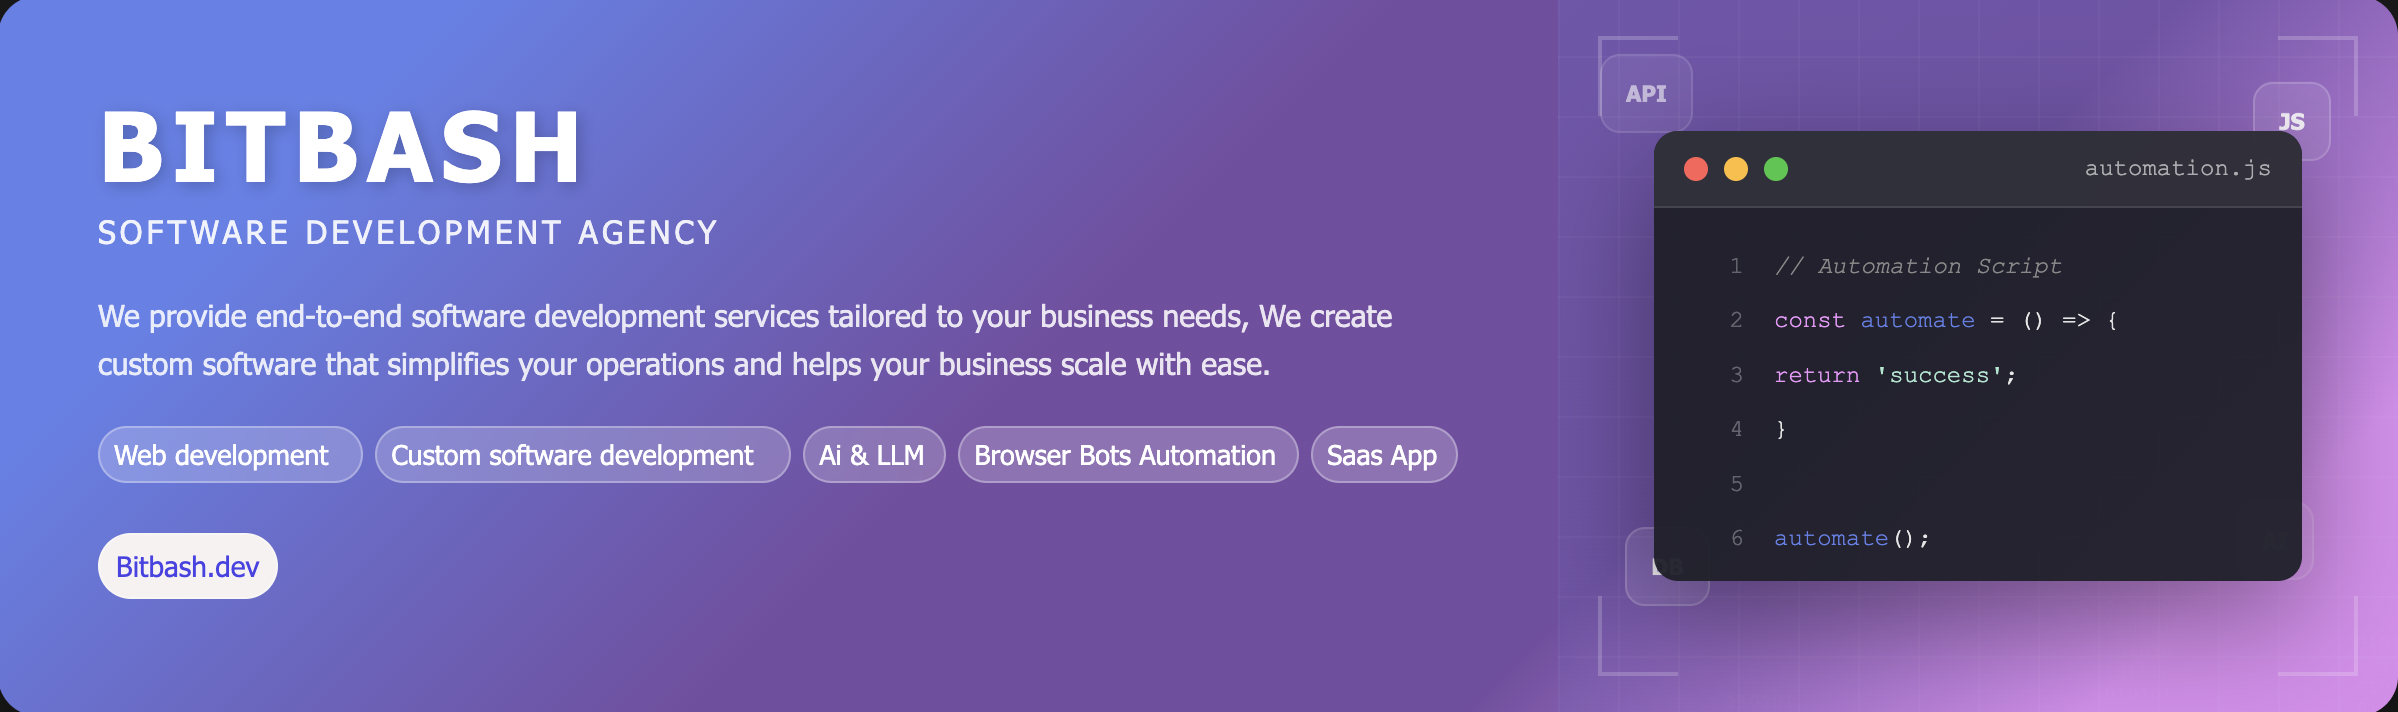 BITBASH
SOFTWARE DEVELOPMENT AGENCY
We provide end-to-end software development services tailored to your business needs, We create
custom software that simplifies your operations and helps your business scale with ease.
Web development
Custom software development
Ai & LLM
Browser Bots Automation
Saas App
Bitbash.dev
API
JS
automation.js
1 // Automation Script
2 const automate = () => {
3 return 'success';
4 }
5
6 automate();
DB